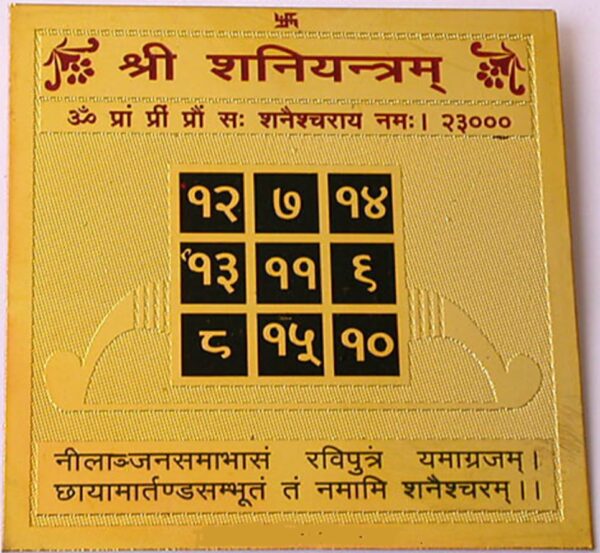 श्री शनियन्त्रम्
ॐ प्रां प्रीं प्रौं सः शनैश्चराय नमः। २३०००
१२ ७ १४
१३ ११ ६
८ १५ १०
नीलाञ्जनसमाभासं रविपुत्रं यमाग्रजम्।
छायामार्तण्डसम्भूतं तं नमामि शनैश्चरम्।।